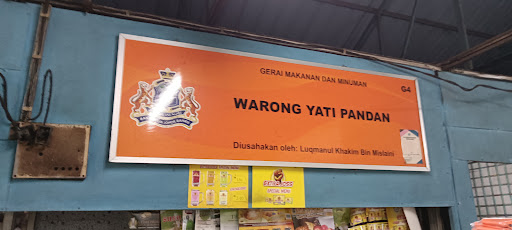 GERAI MAKANAN DAN MINUMAN
G4
WARONG YATI PANDAN
Diusahakan oleh: Luqmanul Khakim Bin Mislaini